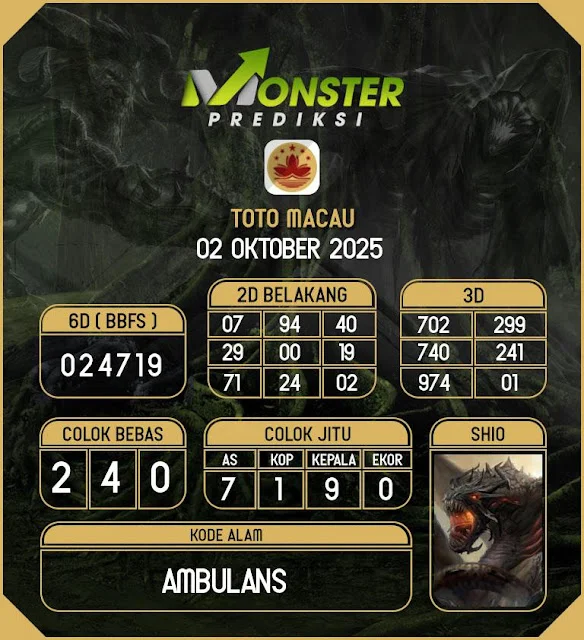 MONSTER
PREDIKSI
TOTO MACAU
02 OKTOBER 2025
6D ( BBFS )
024719
2D BELAKANG
07 94 40
29 00 19
71 24 02
3D
702 299
740 241
974 01
COLOK BEBAS
2 4 0
COLOK JITU
AS KOP KEPALA EKOR
7 1 9 0
SHIO
KODE ALAM
AMBULANS